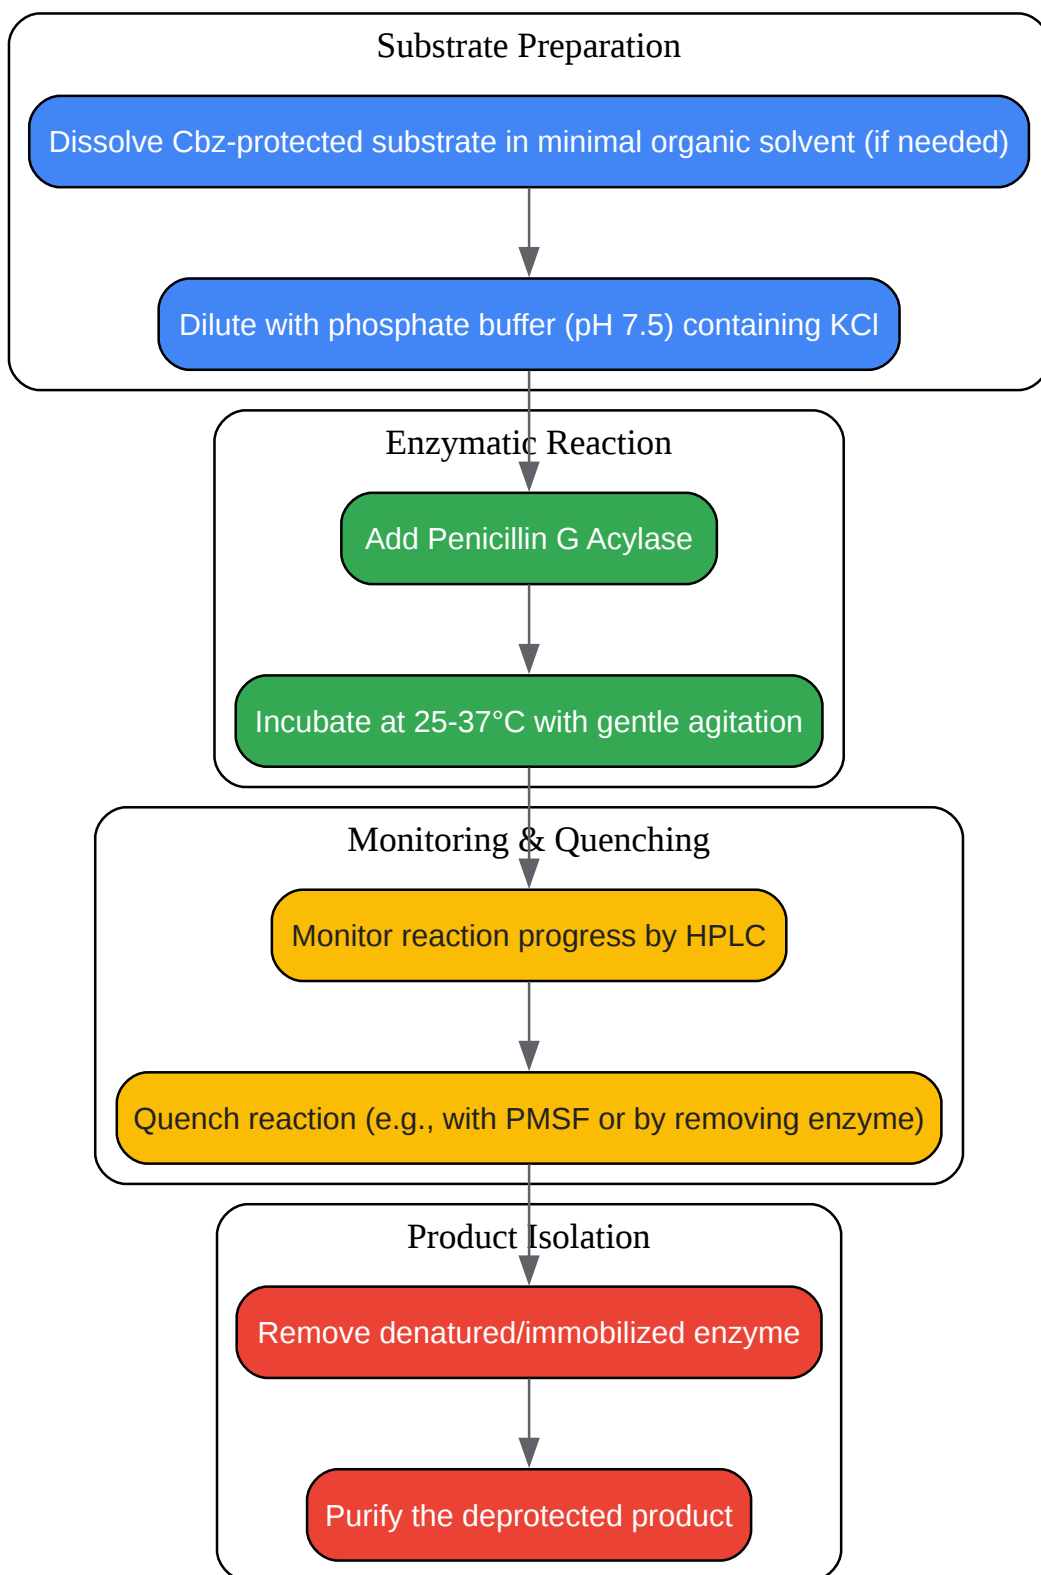 Substrate Preparation
Dissolve Cbz-protected substrate in minimal organic solvent (if needed)
Dilute with phosphate buffer (pH 7.5) containing KCl
Enzymatic Reaction
Add Penicillin G Acylase
Incubate at 25-37°C with gentle agitation
Monitoring & Quenching
Monitor reaction progress by HPLC
Quench reaction (e.g., with PMSF or by removing enzyme)
Product Isolation
Remove denatured/immobilized enzyme
Purify the deprotected product